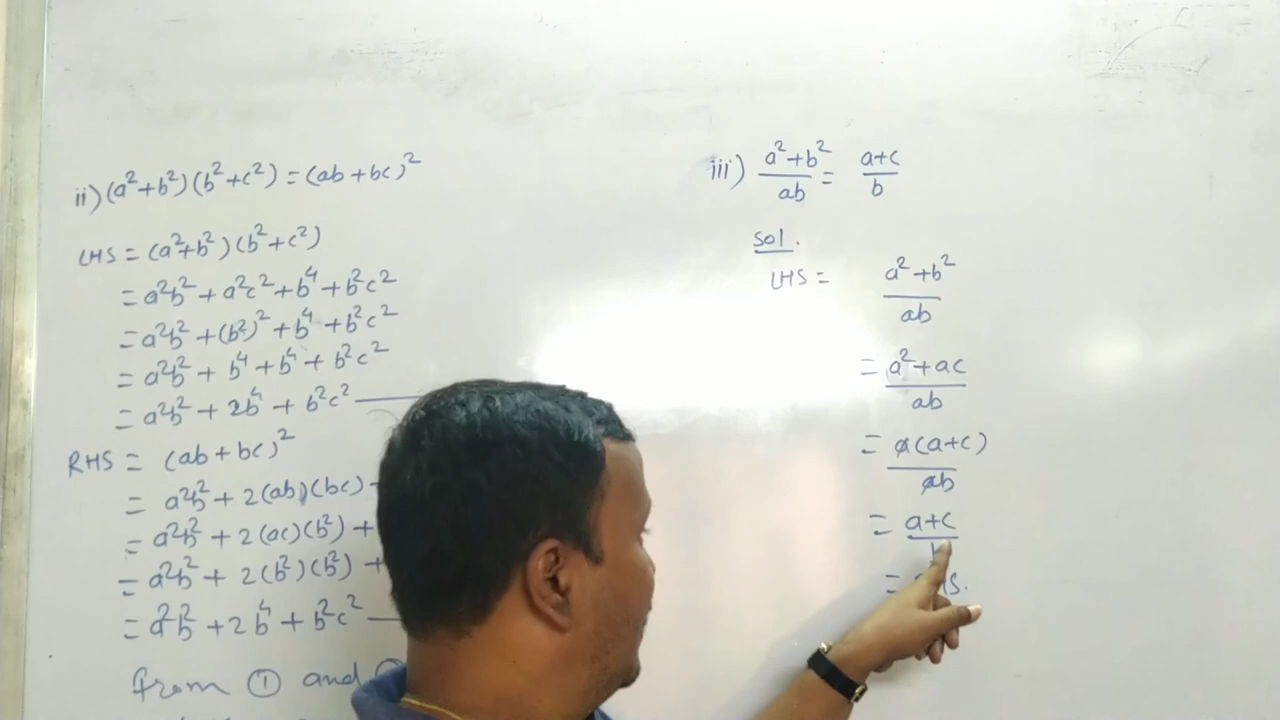 ii) (a²+b²)(b²+c²) = (ab+bc)²
LHS = (a²+b²)(b²+c²)
= a²b² + a²c² + b⁴ + b²c²
= a²b² + (b²)² + b⁴ + b²c²
= a²b² + b⁴ + b⁴ + b²c²
= a²b² + 2b⁴ + b²c²
RHS = (ab+bc)²
= a²b² + 2(ab)(bc)
= a²b² + 2(ac)(b²) +
= a²b² + 2(b²)(b²) +
= a²b² + 2b⁴ + b²c²
from ① and
iii) a²+b²/ab = a+c/b
sol.
LHS = a²+b²/ab
= a²+ac/ab
= a(a+c)/ab
= a+c/b